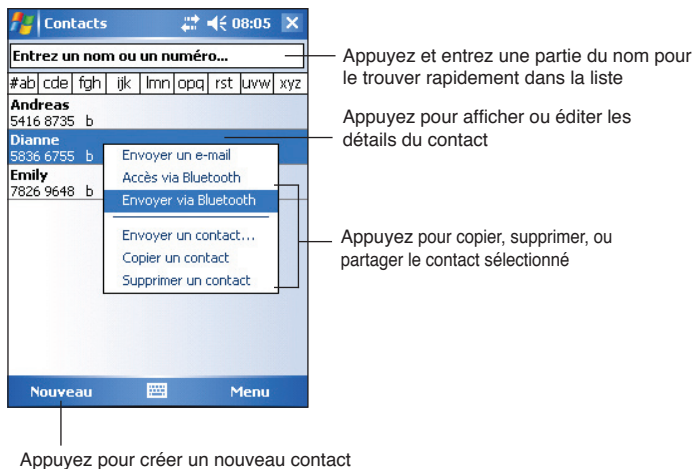 Contacts 08:05
Entrez un nom ou un numéro...
#ab cde fgh ijk lmn opq rst uvw xyz
Andreas
5416 8735 b
Dianne
5836 6755 b
Emily
7826 9648 b
Envoyer un e-mail
Accès via Bluetooth
Envoyer via Bluetooth
Envoyer un contact...
Copier un contact
Supprimer un contact
Nouveau Menu
Appuyez et entrez une partie du nom pour
le trouver rapidement dans la liste
Appuyez pour afficher ou éditer les
détails du contact
Appuyez pour copier, supprimer, ou
partager le contact sélectionné
Appuyez pour créer un nouveau contact